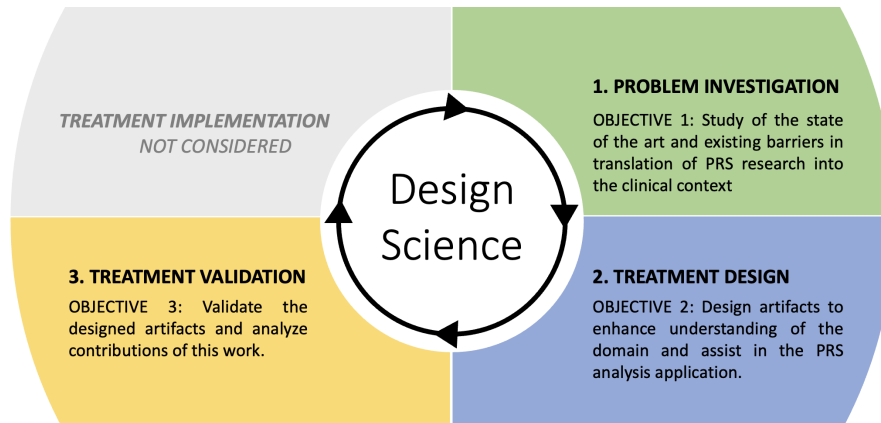 TREATMENT IMPLEMENTATION
NOT CONSIDERED
1. PROBLEM INVESTIGATION
OBJECTIVE 1: Study of the state
of the art and existing barriers in
translation of PRS research into
the clinical context
Design
Science
3. TREATMENT VALIDATION
OBJECTIVE 3: Validate the
designed artifacts and analyze
contributions of this work.
2. TREATMENT DESIGN
OBJECTIVE 2: Design artifacts to
enhance understanding of the
domain and assist in the PRS
analysis application.